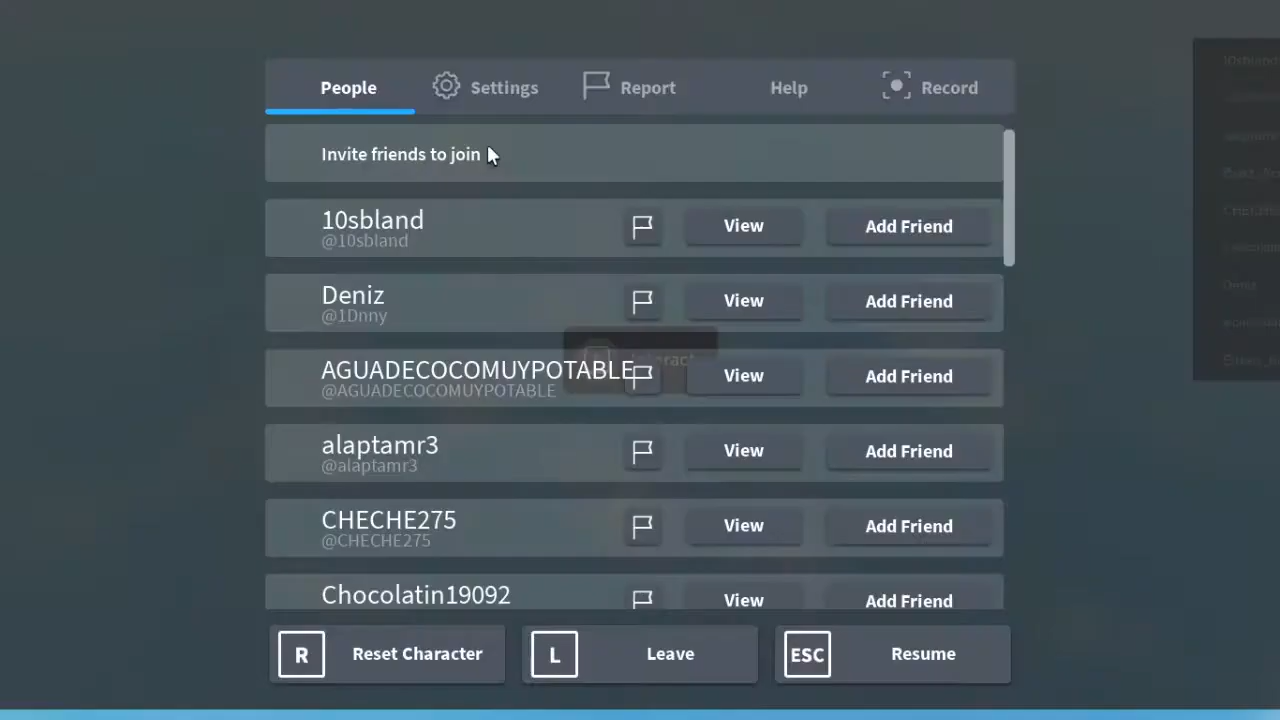 People
Settings
Report
Help
Record
Invite friends to join
10sbland
@10sbland
View
Add Friend
Deniz
@1Dnny
View
Add Friend
AGUADECOCOMUYPOTABLE
@AGUADECOCOMUYPOTABLE
View
Add Friend
alaptamr3
@alaptamr3
View
Add Friend
CHECHE275
@CHECHE275
View
Add Friend
Chocolatin19092
View
Add Friend
R
Reset Character
L
Leave
ESC
Resume
10sbland
Deniz